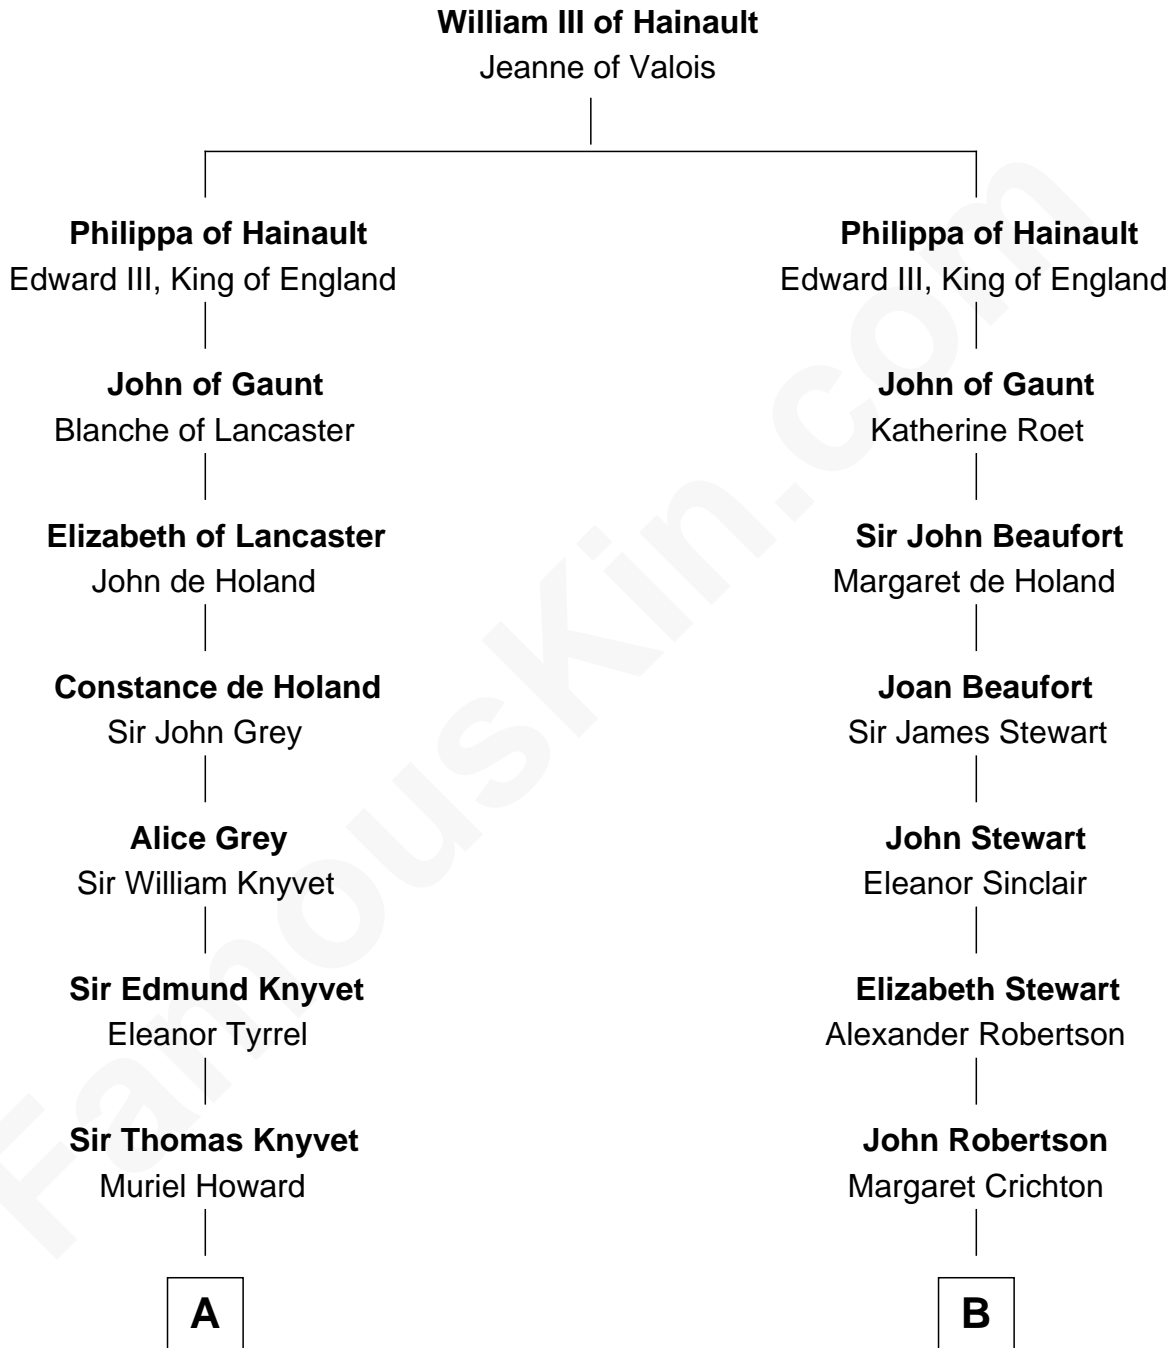 William III of Hainault
Jeanne of Valois
Philippa of Hainault
Edward III, King of England
John of Gaunt
Blanche of Lancaster
Elizabeth of Lancaster
John de Holand
Constance de Holand
Sir John Grey
Alice Grey
Sir William Knyvet
Sir Edmund Knyvet
Eleanor Tyrrel
Sir Thomas Knyvet
Muriel Howard
A
Philippa of Hainault
Edward III, King of England
John of Gaunt
Katherine Roet
Sir John Beaufort
Margaret de Holand
Joan Beaufort
Sir James Stewart
John Stewart
Eleanor Sinclair
Elizabeth Stewart
Alexander Robertson
John Robertson
Margaret Crichton
B
FamousKin.com